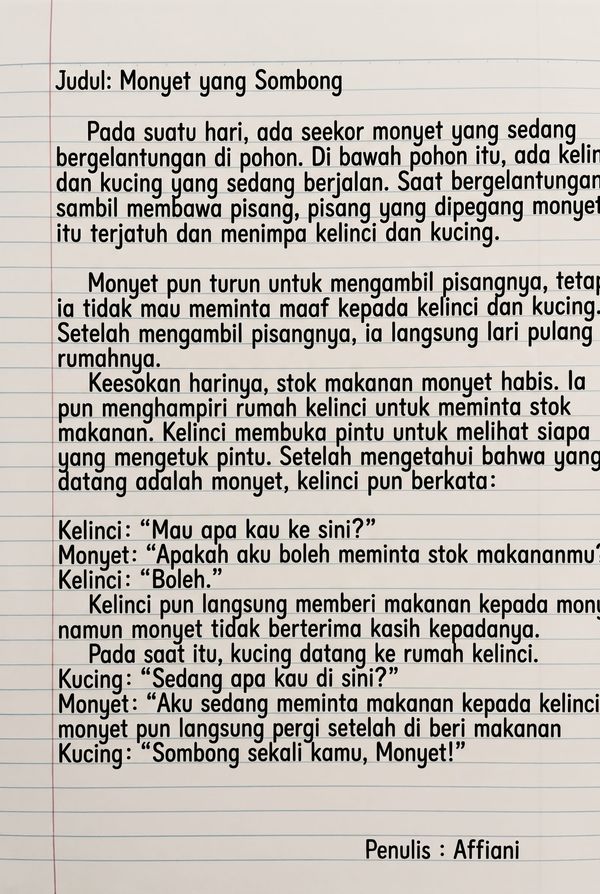 Judul: Monyet yang Sombong
Pada suatu hari, ada seekor monyet yang sedang
bergelantungan di pohon. Di bawah pohon itu, ada kelin
dan kucing yang sedang berjalan. Saat bergelantungan
sambil membawa pisang, pisang yang dipegang monyet
itu terjatuh dan menimpa kelinci dan kucing.
Monyet pun turun untuk mengambil pisangnya, tetap
ia tidak mau meminta maaf kepada kelinci dan kucing.
Setelah mengambil pisangnya, ia langsung lari pulang
rumahnya.
Keesokan harinya, stok makanan monyet habis. Ia
pun menghampiri rumah kelinci untuk meminta stok
makanan. Kelinci membuka pintu untuk melihat siapa
yang mengetuk pintu. Setelah mengetahui bahwa yang
datang adalah monyet, kelinci pun berkata:
Kelinci: “Mau apa kau ke sini?”
Monyet: “Apakah aku boleh meminta stok makananmu?
Kelinci: “Boleh.”
Kelinci pun langsung memberi makanan kepada mony
namun monyet tidak berterima kasih kepadanya.
Pada saat itu, kucing datang ke rumah kelinci.
Kucing: “Sedang apa kau di sini?”
Monyet: “Aku sedang meminta makanan kepada kelinci
monyet pun langsung pergi setelah di beri makanan
Kucing: “Sombong sekali kamu, Monyet!”
Penulis : Affiani